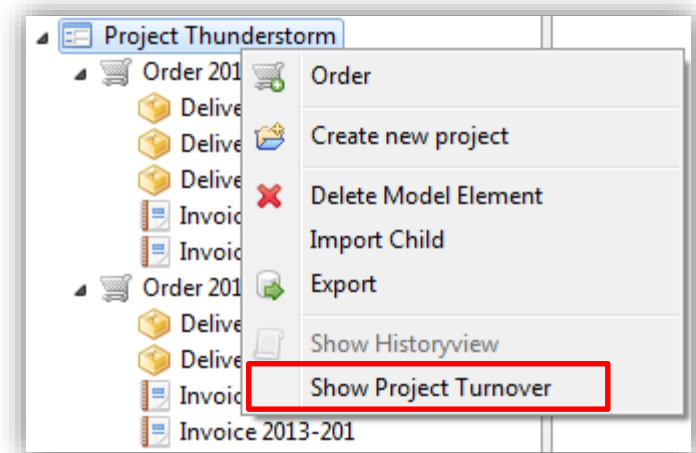 Project Thunderstorm
Order 201
Order
Delive
Delive
Create new project
Delive
Delete Model Element
Invoic
Import Child
Invoic
Order 201
Export
Delive
Show Historyview
Delive
Show Project Turnover
Invoic
Invoice 2013-201